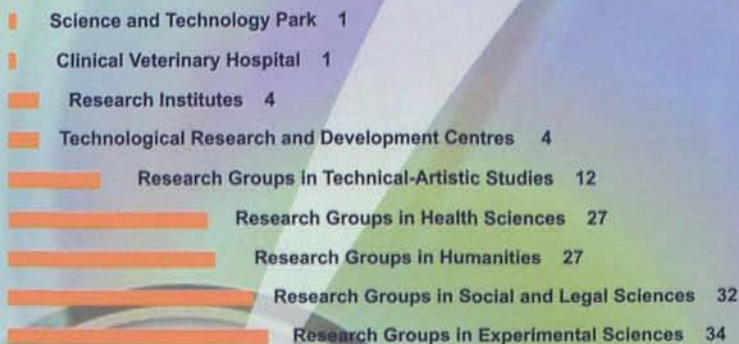 Science and Technology Park 1
Clinical Veterinary Hospital 1
Research Institutes 4
Technological Research and Development Centres 4
Research Groups in Technical-Artistic Studies 12
Research Groups in Health Sciences 27
Research Groups in Humanities 27
Research Groups in Social and Legal Sciences 32
Research Groups in Experimental Sciences 34